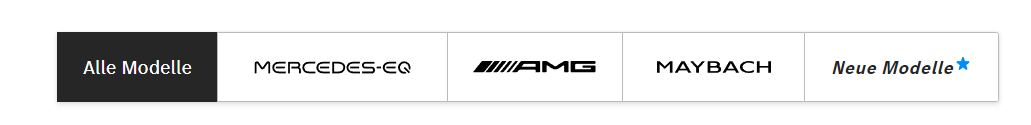 Alle Modelle
MERCEDES-EQ
AMG
MAYBACH
Neue Modelle